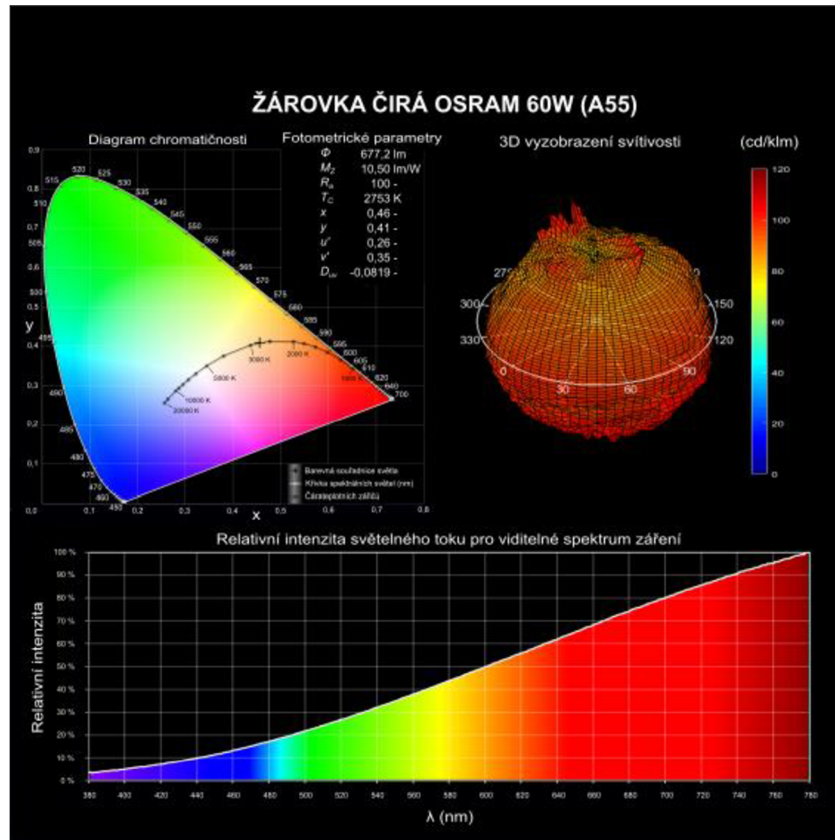 ŽÁROVKA ČIRÁ OSRAM 60W (A55)
Diagram chromatičnosti
Fotometrické parametry
Φ 677,2 lm
MZ 10,50 lm/W
Ra 100 -
TC 2753 K
x 0,46 -
y 0,41 -
u' 0,26 -
v' 0,35 -
Duv -0,0819 -
3D vyzobrazení svítivosti
(cd/klm)
120
100
80
60
40
20
0
0,9
0,8
0,7
0,6
0,5
0,4
0,3
0,2
0,1
y
0,0 0,1 0,2 0,3 0,4 0,5 0,6 0,7 0,8
x
515 520 525 530 535 540 545 550 555 560 565 570 575 580 585 590 595 600 605 610 620 640 700
510
505
500
495
490
485
480
475
470
460
450
20000 K
10000 K
5000 K
3000 K
2000 K
Barevná souřadnice světla
Křivka spektrálních světel (nm)
Čárateplotních zářičů
300
330
0
30
60
90
120
150
Relativní intenzita světelného toku pro viditelné spektrum záření
Relativní intenzita
100 %
90 %
80 %
70 %
60 %
50 %
40 %
30 %
20 %
10 %
0 %
380 400 420 440 460 480 500 520 540 560 580 600 620 640 660 680 700 720 740 760 780
λ (nm)